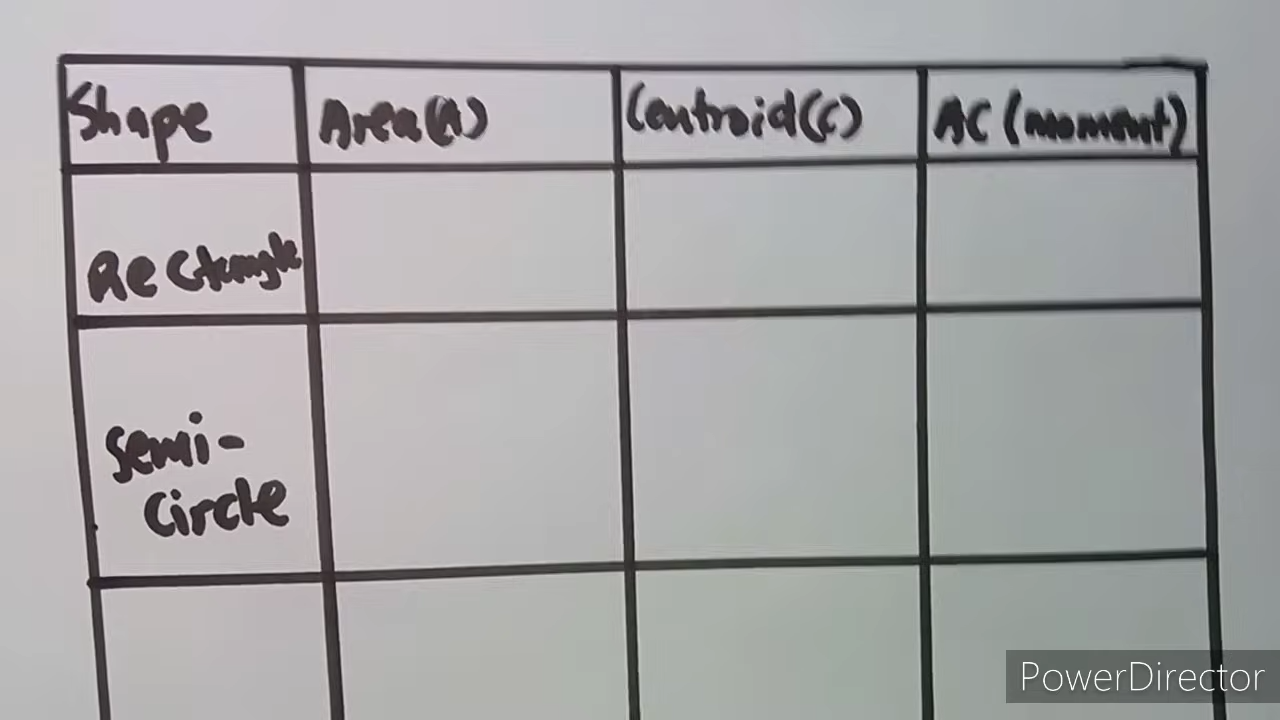 Shape Area(A) Centroid(C) AC (moment)
Rectangle
Semi-
Circle
PowerDirector